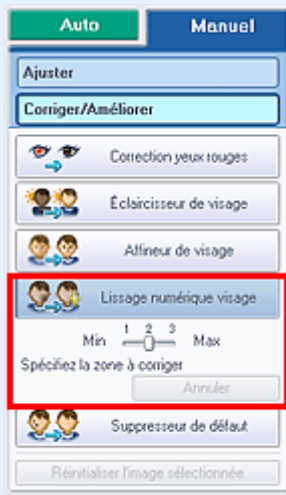 Auto Manuel
Ajuster
Corriger/Améliorer
Correction yeux rouges
Éclaircisseur de visage
Affineur de visage
Lissage numérique visage
1 2 3
Min Max
Spécifiez la zone à corriger
Annuler
Suppresseur de défaut
Réinitialiser l'image sélectionnée